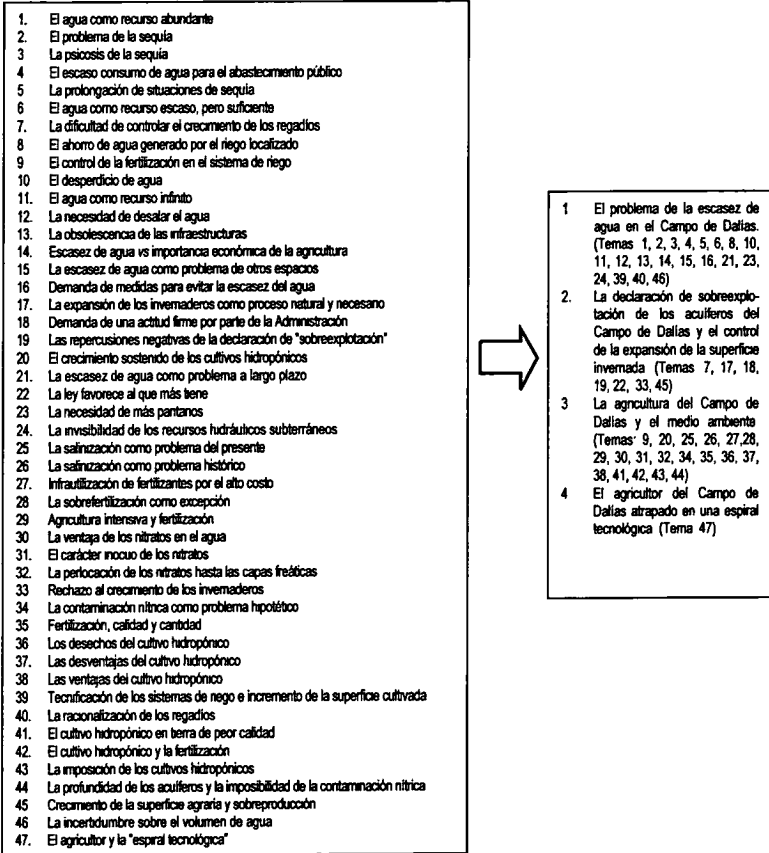 1. El agua como recurso abundante
2. El problema de la sequía
3 La psicosis de la sequía
4 El escaso consumo de agua para el abastecimiento público
5 La prolongación de situaciones de sequía
6 El agua como recurso escaso, pero suficiente
7. La dificultad de controlar el crecimiento de los regadíos
8 El ahorro de agua generado por el riego localizado
9 El control de la fertilización en el sistema de riego
10 El desperdicio de agua
11. El agua como recurso infinito
12. La necesidad de desalar el agua
13. La obsolescencia de las infraestructuras
14. Escasez de agua vs importancia económica de la agricultura
15 La escasez de agua como problema de otros espacios
16 Demanda de medidas para evitar la escasez del agua
17. La expansión de los invernaderos como proceso natural y necesario
18 Demanda de una actitud firme por parte de la Administración
19 Las repercusiones negativas de la declaración de "sobreexplotación"
20 El crecimiento sostenido de los cultivos hidropónicos
21. La escasez de agua como problema a largo plazo
22 La ley favorece al que más tiene
23 La necesidad de más pantanos
24. La invisibilidad de los recursos hidráulicos subterráneos
25 La salinización como problema del presente
26 La salinización como problema histórico
27. Infrautilización de fertilizantes por el alto costo
28 La sobrefertilización como excepción
29 Agricultura intensiva y fertilización
30 La ventaja de los nitratos en el agua
31. El carácter inocuo de los nitratos
32. La perlocación de los nitratos hasta las capas freáticas
33 Rechazo al crecimiento de los invernaderos
34 La contaminación nítrica como problema hipotético
35 Fertilización, calidad y cantidad
36 Los desechos del cultivo hidropónico
37. Las desventajas del cultivo hidropónico
38 Las ventajas del cultivo hidropónico
39 Tecnificación de los sistemas de riego e incremento de la superficie cultivada
40. La racionalización de los regadíos
41. El cultivo hidropónico en tierra de peor calidad
42. El cultivo hidropónico y la fertilización
43 La imposición de los cultivos hidropónicos
44 La profundidad de los acuíferos y la imposibilidad de la contaminación nítrica
45 Crecimiento de la superficie agraria y sobreproducción
46 La incertidumbre sobre el volumen de agua
47. El agricultor y la "espiral tecnológica"
1 El problema de la escasez de
agua en el Campo de Dalías.
(Temas 1, 2, 3, 4, 5, 6, 8, 10,
11, 12, 13, 14, 15, 16, 21, 23,
24, 39, 40, 46)
2. La declaración de sobreexplo-
tación de los acuíferos del
Campo de Dalías y el control
de la expansión de la superficie
invernada (Temas 7, 17, 18,
19, 22, 33, 45)
3 La agricultura del Campo de
Dalías y el medio ambiente
(Temas 9, 20, 25, 26, 27,28,
29, 30, 31, 32, 34, 35, 36, 37,
38, 41, 42, 43, 44)
4 El agricultor del Campo de
Dalías atrapado en una espiral
tecnológica (Tema 47)